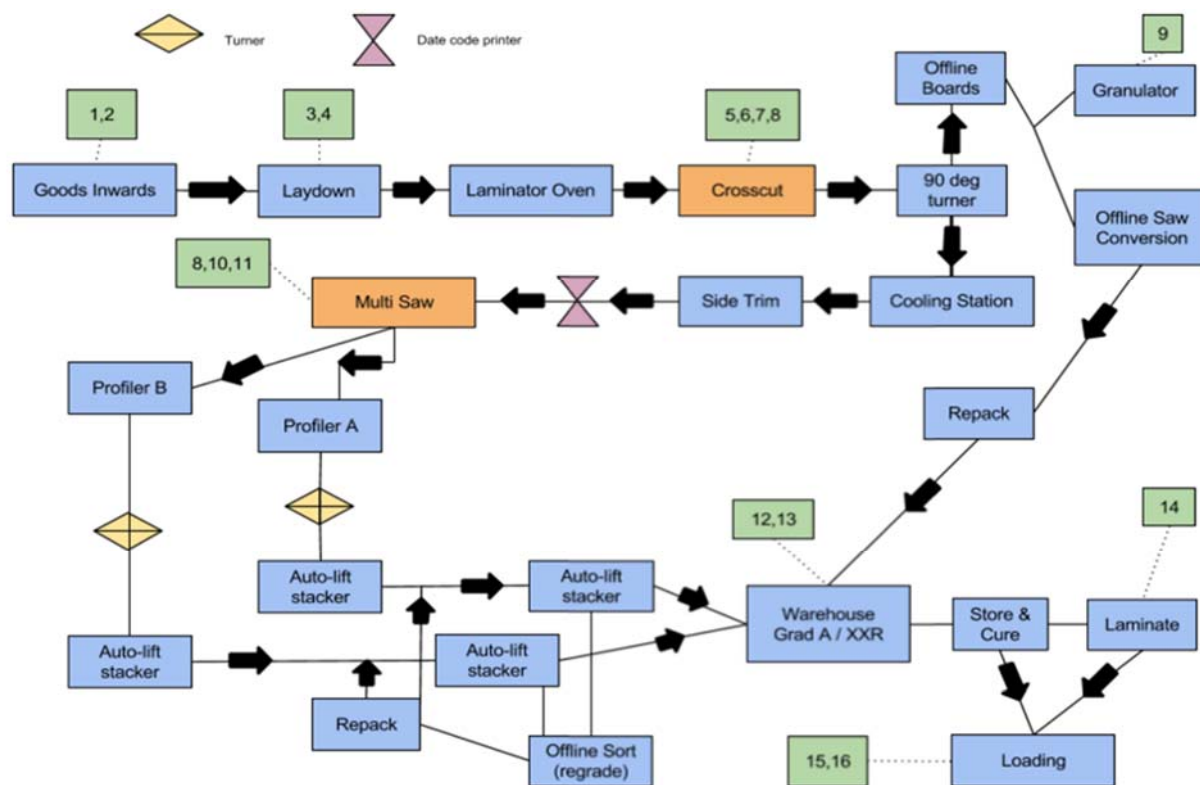 Turner
Date code printer
9
Offline
Boards
Granulator
1,2
3,4
5,6,7,8
Goods Inwards
Laydown
Laminator Oven
Crosscut
90 deg
turner
Offline Saw
Conversion
8,10,11
Multi Saw
Side Trim
Cooling Station
Profiler B
Profiler A
Repack
12,13
14
Auto-lift
stacker
Auto-lift
stacker
Warehouse
Grad A / XXR
Store &
Cure
Laminate
Auto-lift
stacker
Auto-lift
stacker
Repack
Offline Sort
(regrade)
15,16
Loading